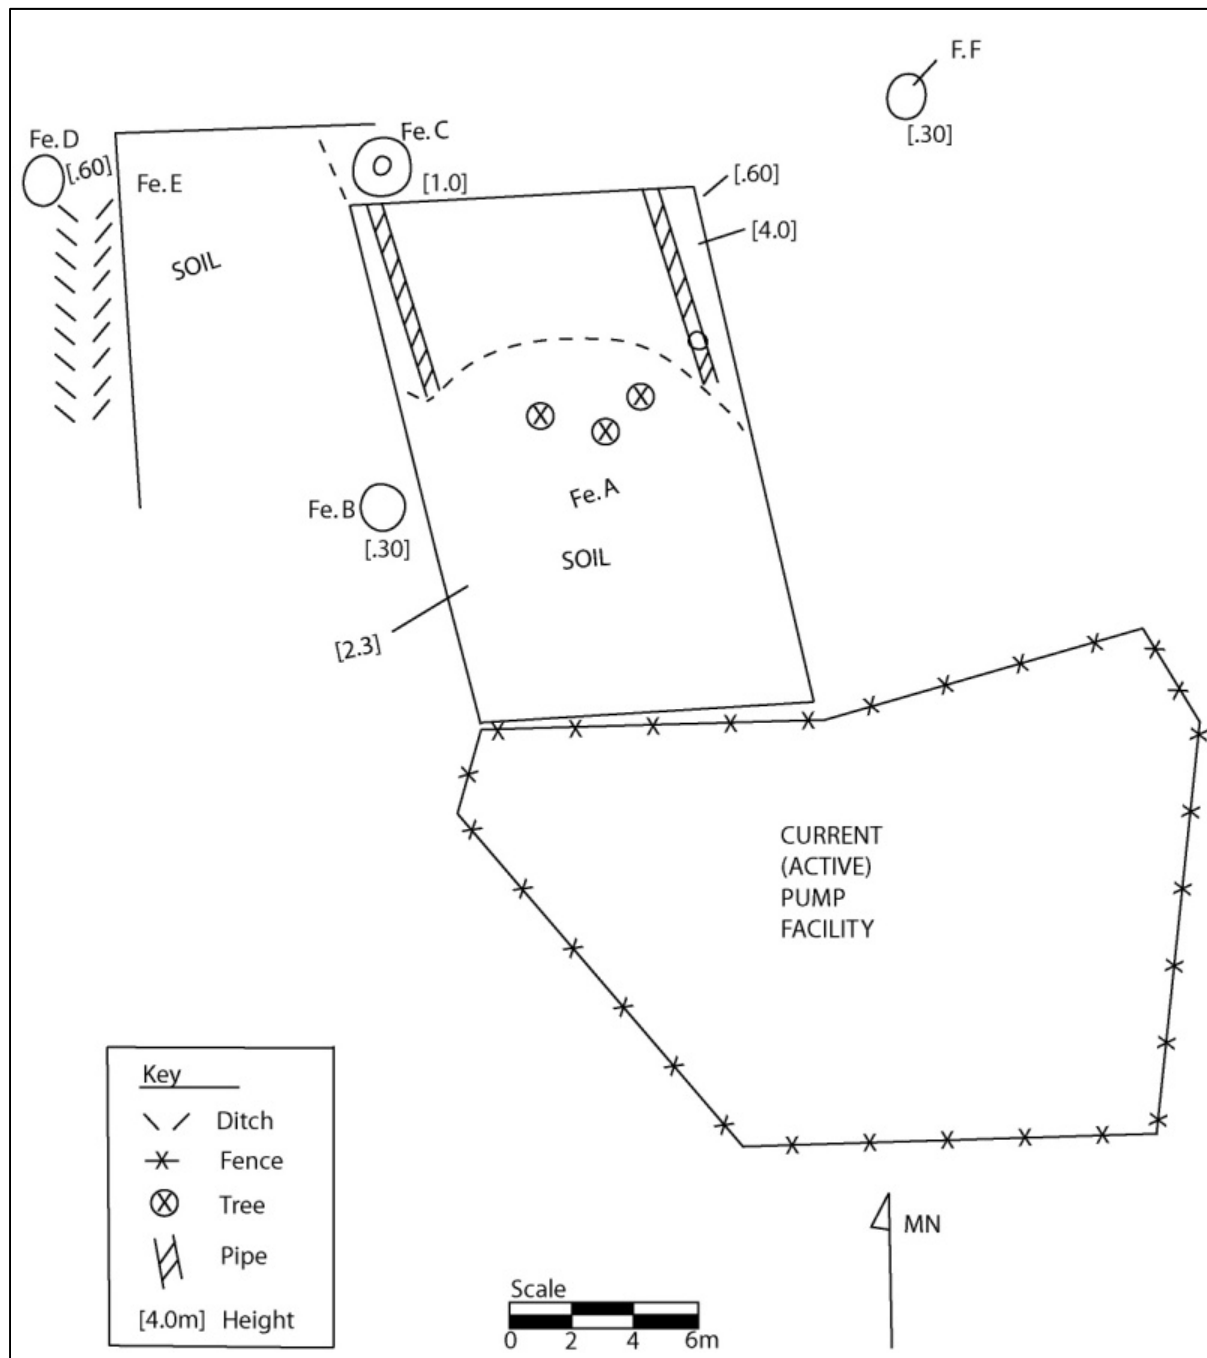 F.F
[.30]
Fe.D
[.60]
Fe.E
Fe.C
[1.0]
[.60]
[4.0]
SOIL
Fe.A
SOIL
Fe.B
[.30]
[2.3]
CURRENT
(ACTIVE)
PUMP
FACILITY
Key
Ditch
Fence
Tree
Pipe
[4.0m] Height
MN
Scale
0 2 4 6m